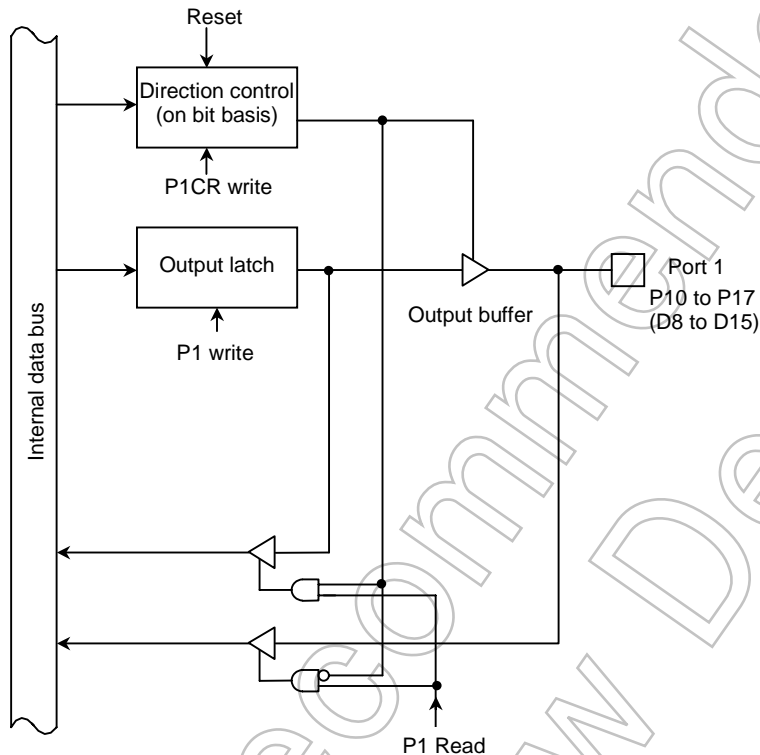 Reset
Direction control
(on bit basis)
P1CR write
Output latch
P1 write
Output buffer
Port 1
P10 to P17
(D8 to D15)
Internal data bus
P1 Read